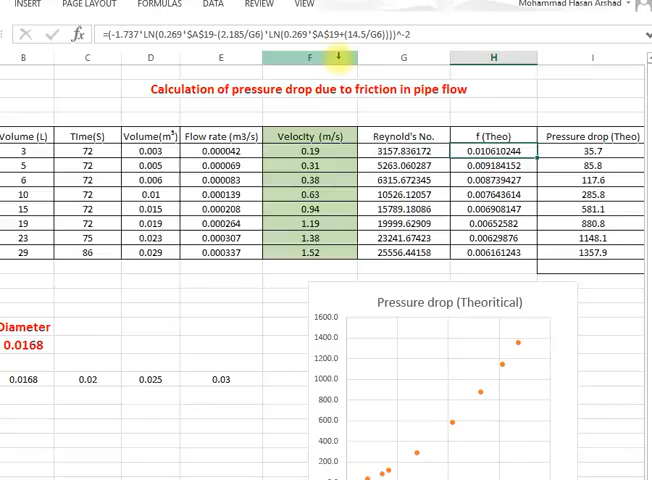 INSERT PAGE LAYOUT FORMULAS DATA REVIEW VIEW Mohammad Hasan Arshad
fx =(-1.737*LN(0.269*$A$19-(2.185/G6)*LN(0.269*$A$19+(14.5/G6))))^-2
B C D E F G H I
Calculation of pressure drop due to friction in pipe flow
Volume (L) TIme(S) Volume(m³) Flow rate (m3/s) Velocity (m/s) Reynold's No. f (Theo) Pressure drop (Theo)
3 72 0.003 0.000042 0.19 3157.836172 0.010610244 35.7
5 72 0.005 0.000069 0.31 5263.060287 0.009184152 85.8
6 72 0.006 0.000083 0.38 6315.672345 0.008739427 117.6
10 72 0.01 0.000139 0.63 10526.12057 0.007643614 285.8
15 72 0.015 0.000208 0.94 15789.18086 0.006908147 581.1
19 72 0.019 0.000264 1.19 19999.62909 0.00652582 880.8
23 75 0.023 0.000307 1.38 23241.67423 0.00629876 1148.1
29 86 0.029 0.000337 1.52 25556.44158 0.006161243 1357.9
Diameter
0.0168
0.0168 0.02 0.025 0.03
Pressure drop (Theoritical)
1600.0
1400.0
1200.0
1000.0
800.0
600.0
400.0
200.0